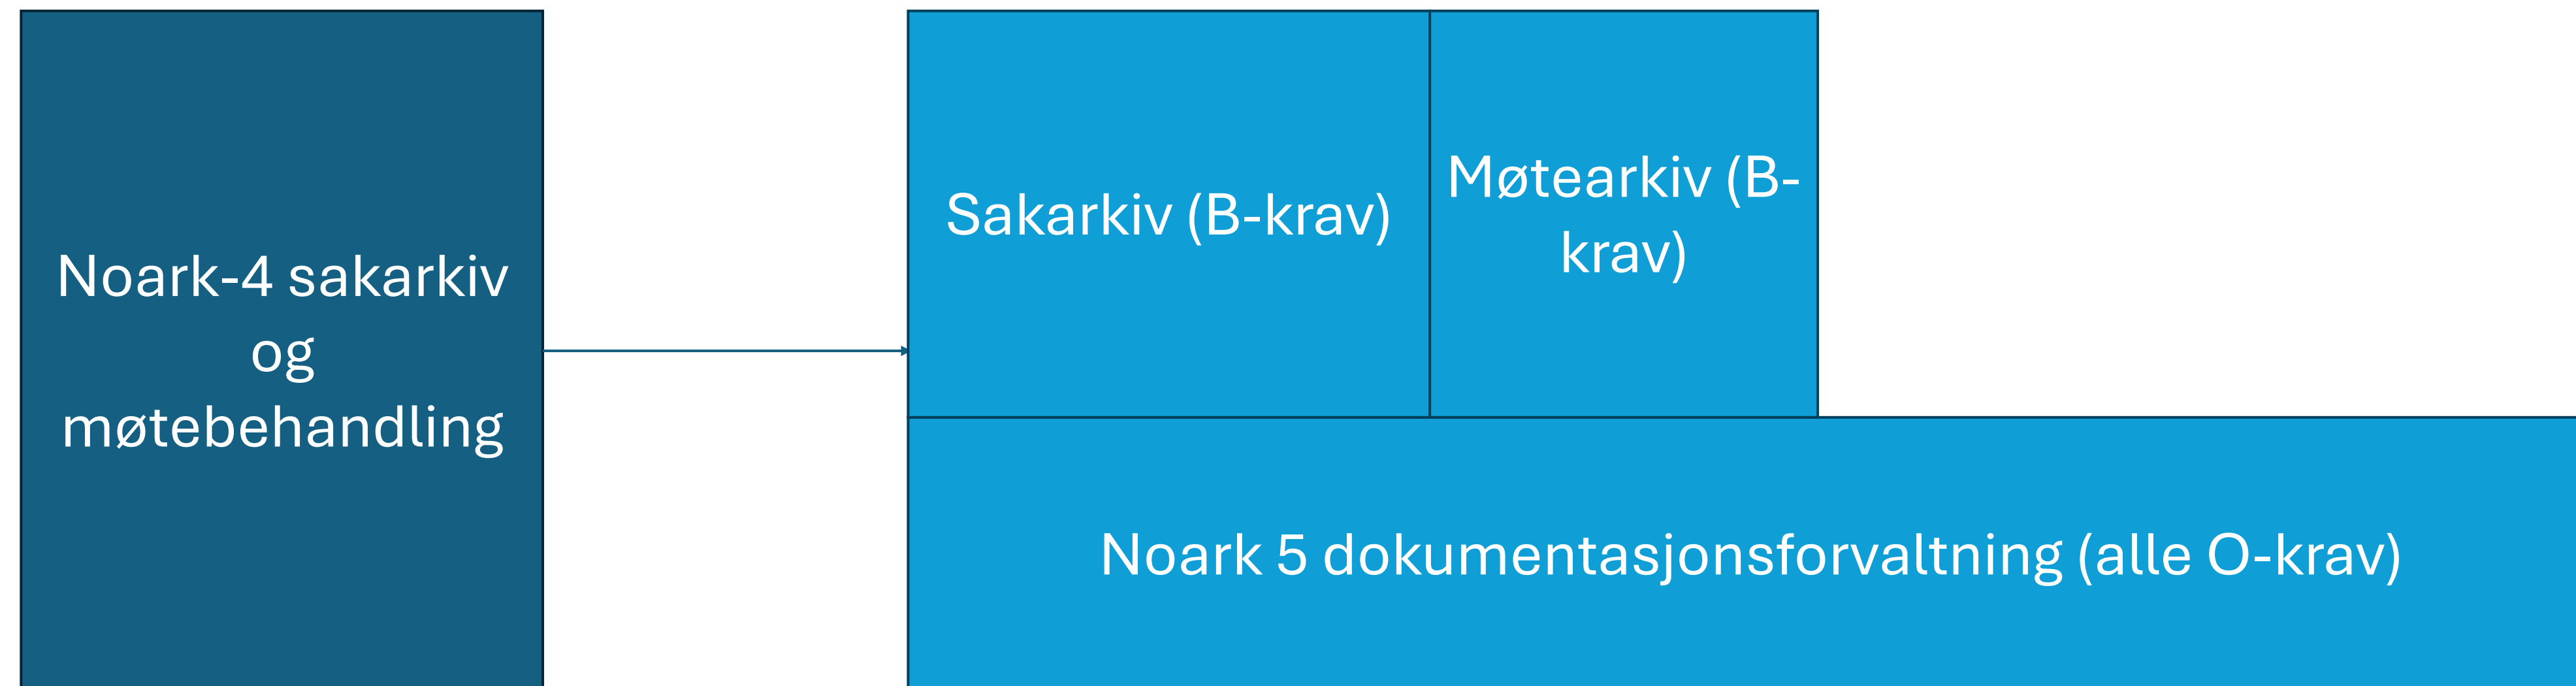 Noark-4 sakarkiv
og
møtebehandling
Sakarkiv (B-krav)
Møtearkiv (B-
krav)
Noark 5 dokumentasjonsforvaltning (alle O-krav)